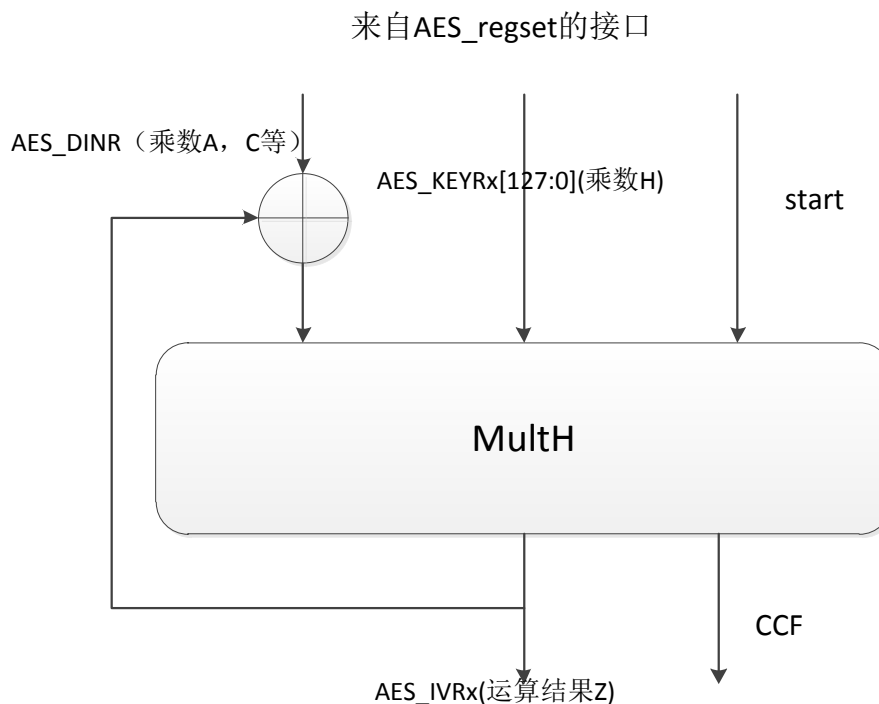 来自AES_regset的接口
AES_DINR（乘数A，C等）
AES_KEYRx[127:0](乘数H)
start
MultH
CCF
AES_IVRx(运算结果Z)